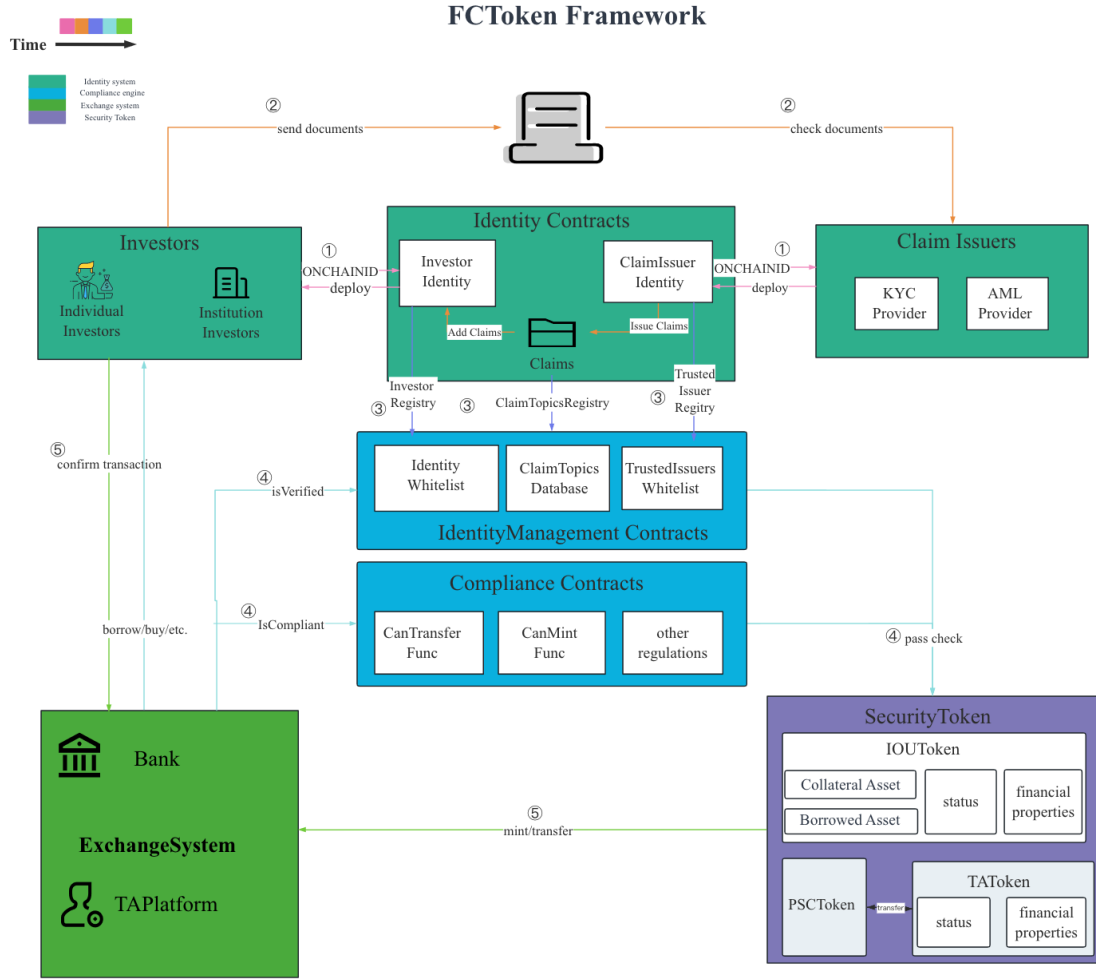 FCToken Framework
Time
Identity system
Compliance engine
Exchange system
Security Token
②
send documents
②
check documents
Investors
Individual
Investors
Institution
Investors
①
ONCHAINID
deploy
Identity Contracts
Investor
Identity
ClaimIssuer
Identity
Add Claims
Issue Claims
Claims
①
ONCHAINID
deploy
Claim Issuers
KYC
Provider
AML
Provider
③
Investor
Registry
③
ClaimTopicsRegistry
③
Trusted
Issuer
Registry
⑤
confirm transaction
④
isVerified
Identity
Whitelist
ClaimTopics
Database
TrustedIssuers
Whitelist
IdentityManagement Contracts
Compliance Contracts
④
IsCompliant
CanTransfer
Func
CanMint
Func
other
regulations
borrow/buy/etc.
④
pass check
Bank
ExchangeSystem
TAPlatform
⑤
mint/transfer
SecurityToken
IOUToken
Collateral Asset
Borrowed Asset
status
financial
properties
PSCToken
transfer
TAToken
status
financial
properties